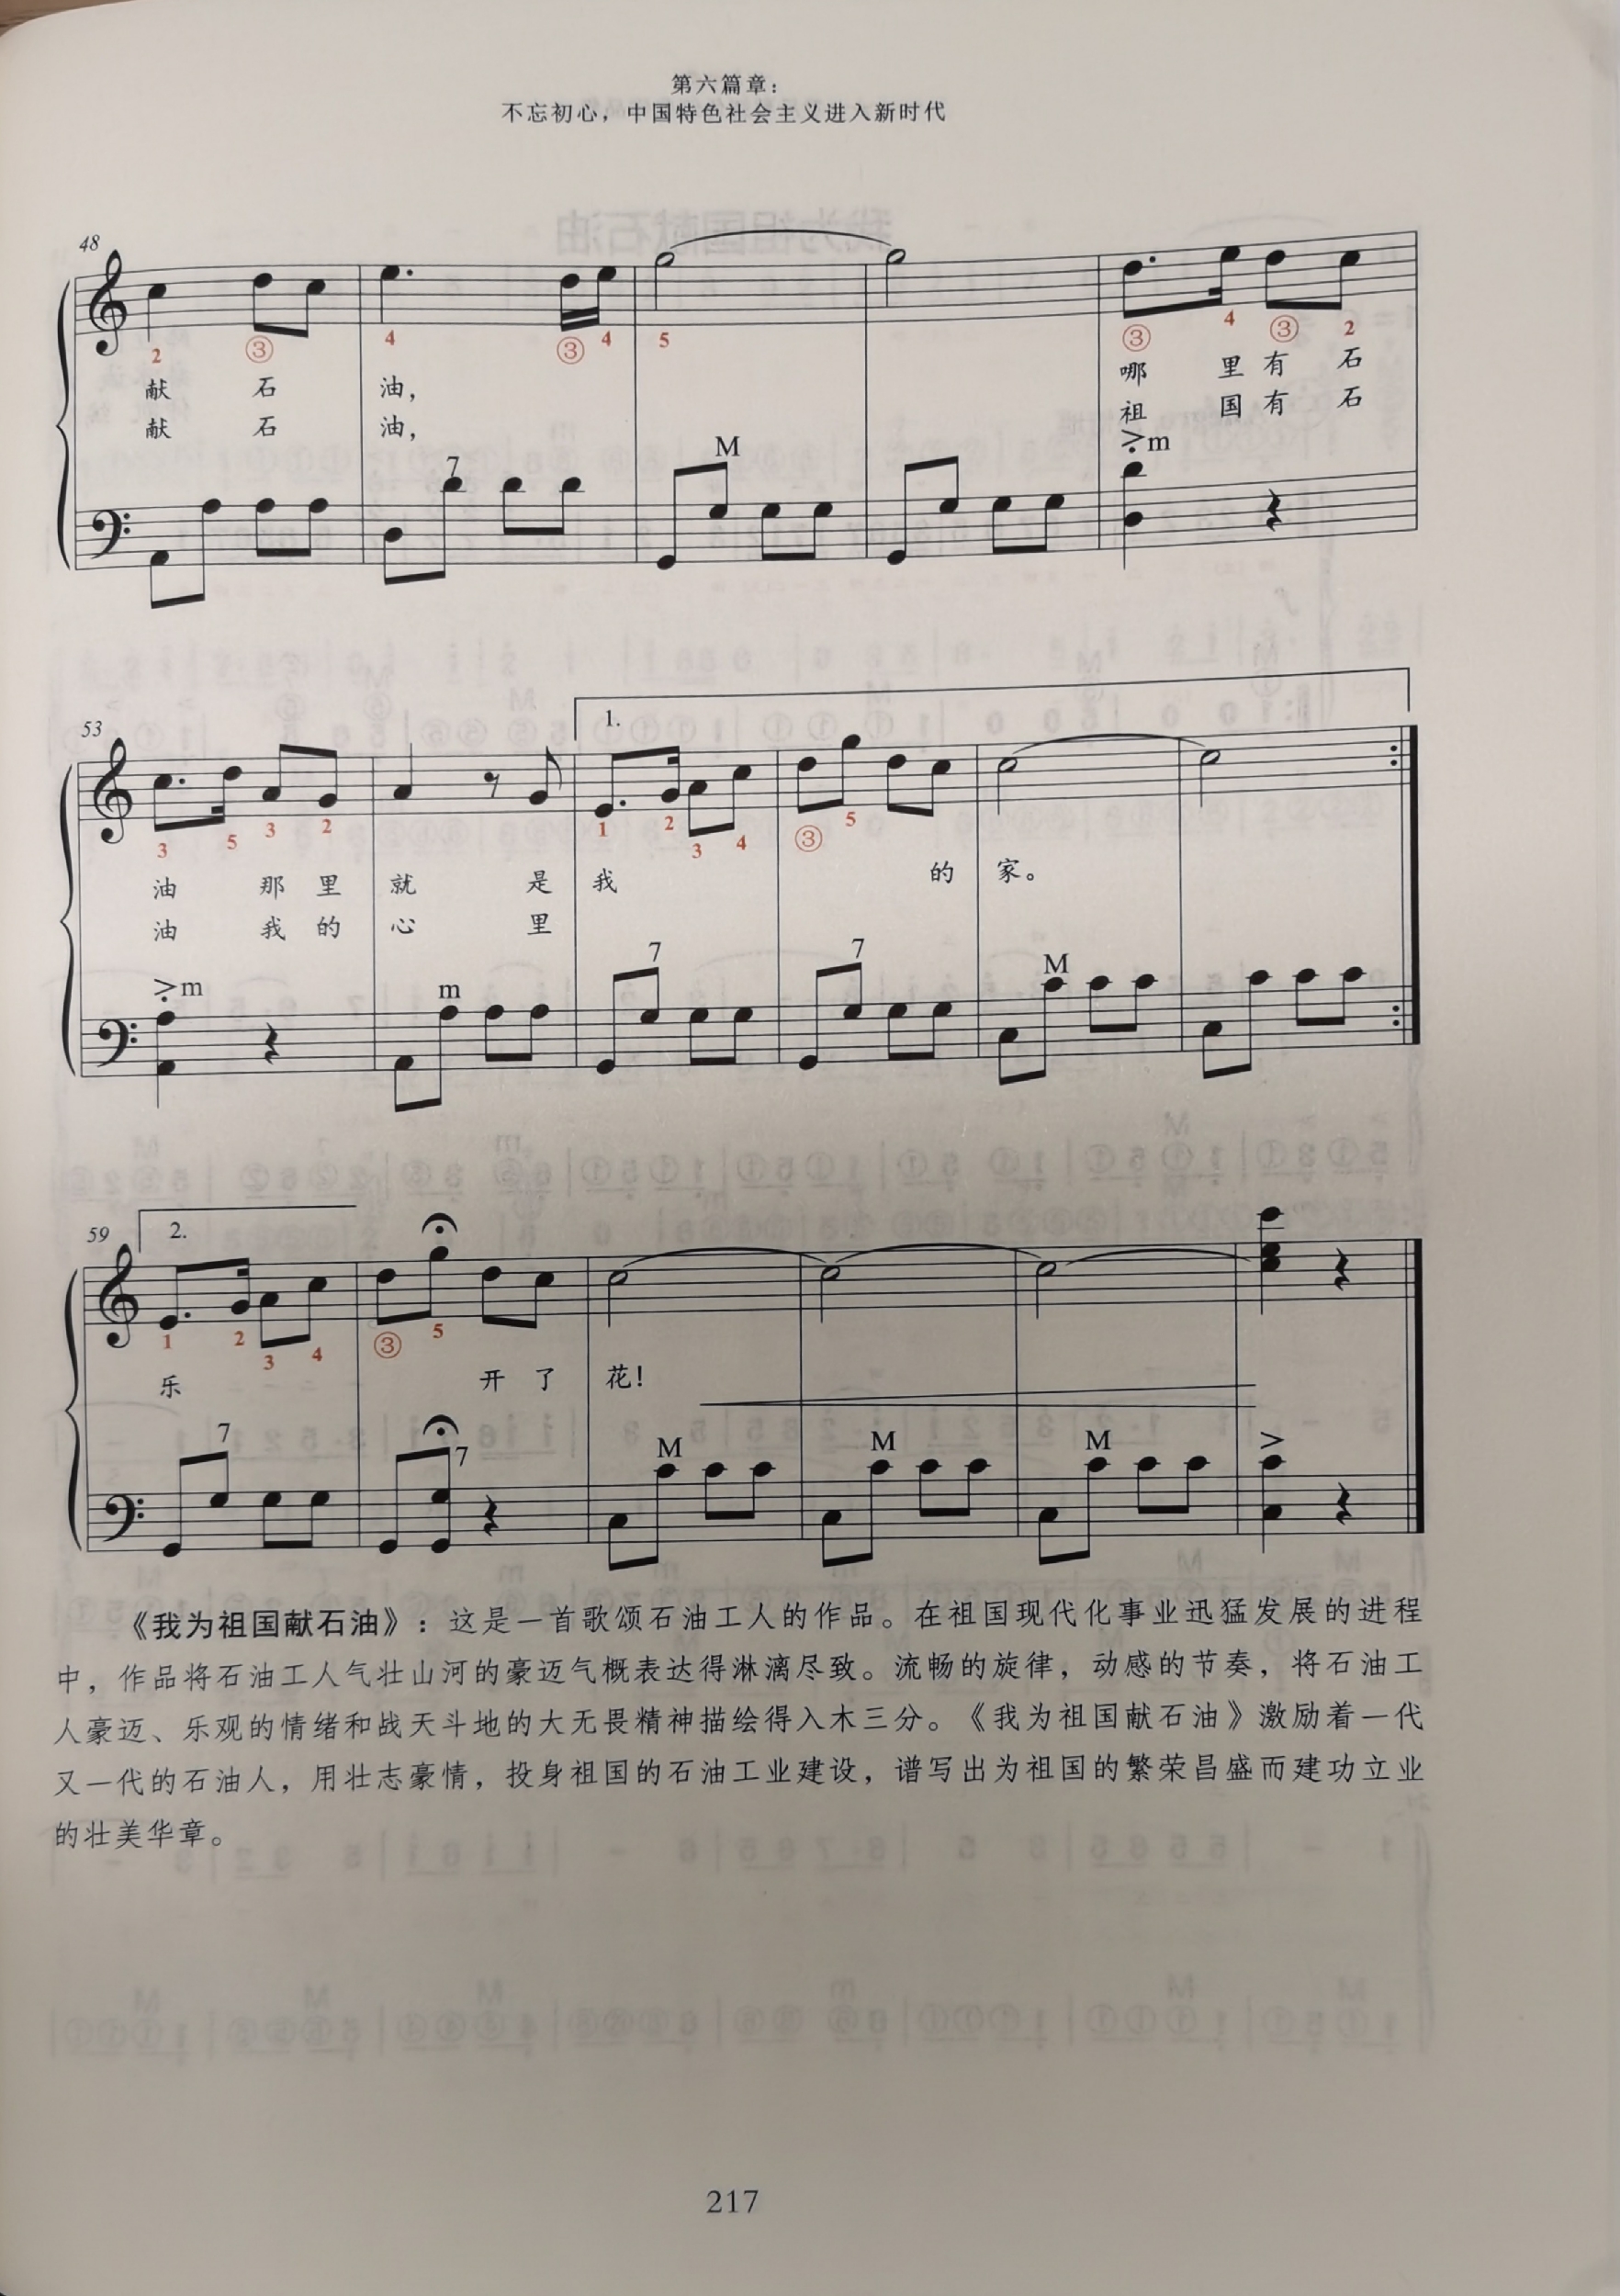 第六篇章：
不忘初心，中国特色社会主义进入新时代
48
2 ③ 4 ③ 4 5 ③ 4 ③ 2
献 石 油， 哪 里 有 石
献 石 油， 祖 国 有 石
7 M m
53
1.
3 5 3 2 1 2 3 4 ③ 5
油 那 里 就 是 我 的 家。
油 我 的 心 里
m m 7 7 M
59
2.
1 2 3 4 ③ 5
乐 开 了 花！
7 7 M M M
《我为祖国献石油》：这是一首歌颂石油工人的作品。在祖国现代化事业迅猛发展的进程
中，作品将石油工人气壮山河的豪迈气概表达得淋漓尽致。流畅的旋律，动感的节奏，将石油工
人豪迈、乐观的情绪和战天斗地的大无畏精神描绘得入木三分。《我为祖国献石油》激励着一代
又一代的石油人，用壮志豪情，投身祖国的石油工业建设，谱写出为祖国的繁荣昌盛而建功立业
的壮美华章。
217